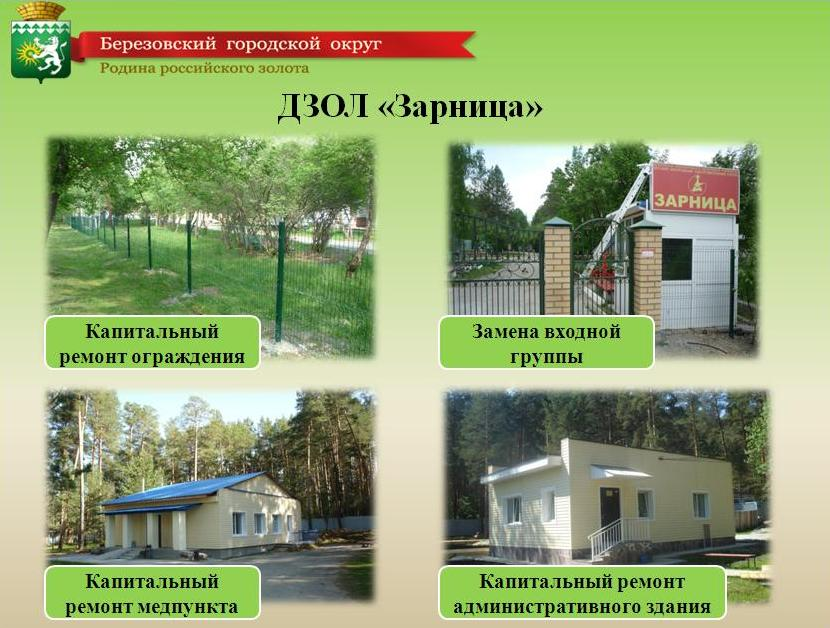 Березовский городской округ
Родина российского золота
ДЗОЛ «Зарница»
Капитальный
ремонт ограждения
ЗАРНИЦА
Замена входной
группы
Капитальный
ремонт медпункта
Капитальный ремонт
административного здания